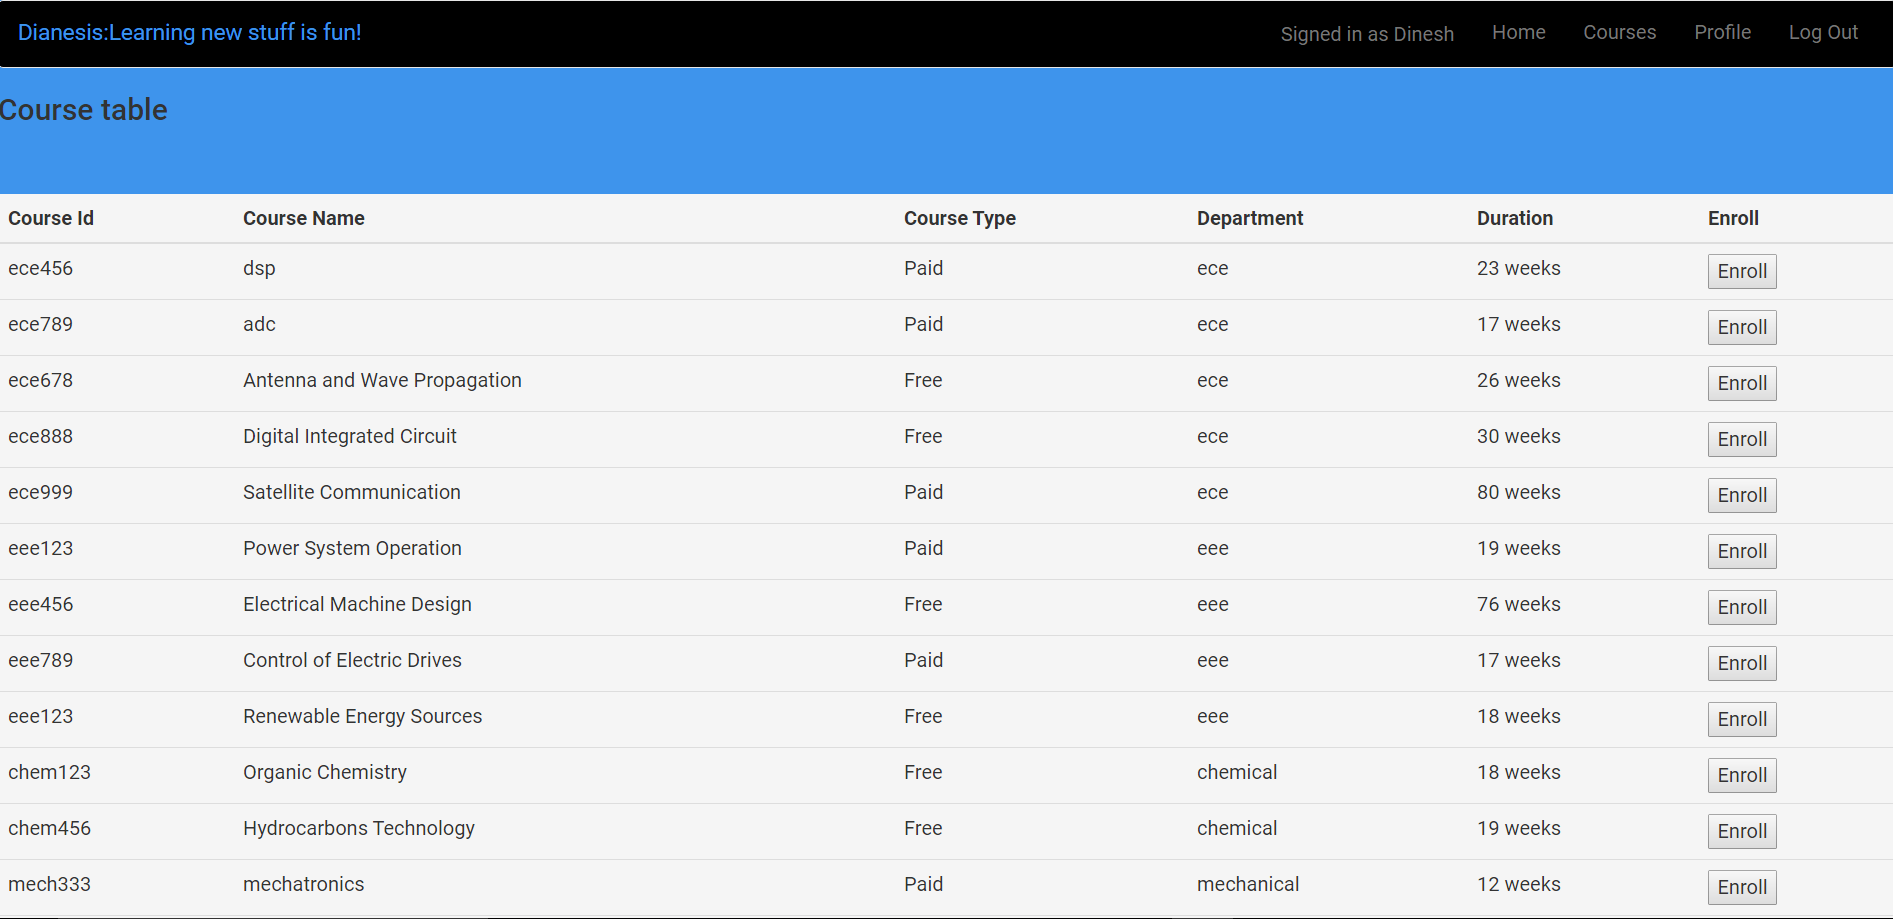 Dianesis:Learning new stuff is fun! Signed in as Dinesh Home Courses Profile Log Out
Course table
Course Id Course Name Course Type Department Duration Enroll
ece456 dsp Paid ece 23 weeks Enroll
ece789 adc Paid ece 17 weeks Enroll
ece678 Antenna and Wave Propagation Free ece 26 weeks Enroll
ece888 Digital Integrated Circuit Free ece 30 weeks Enroll
ece999 Satellite Communication Paid ece 80 weeks Enroll
eee123 Power System Operation Paid eee 19 weeks Enroll
eee456 Electrical Machine Design Free eee 76 weeks Enroll
eee789 Control of Electric Drives Paid eee 17 weeks Enroll
eee123 Renewable Energy Sources Free eee 18 weeks Enroll
chem123 Organic Chemistry Free chemical 18 weeks Enroll
chem456 Hydrocarbons Technology Free chemical 19 weeks Enroll
mech333 mechatronics Paid mechanical 12 weeks Enroll